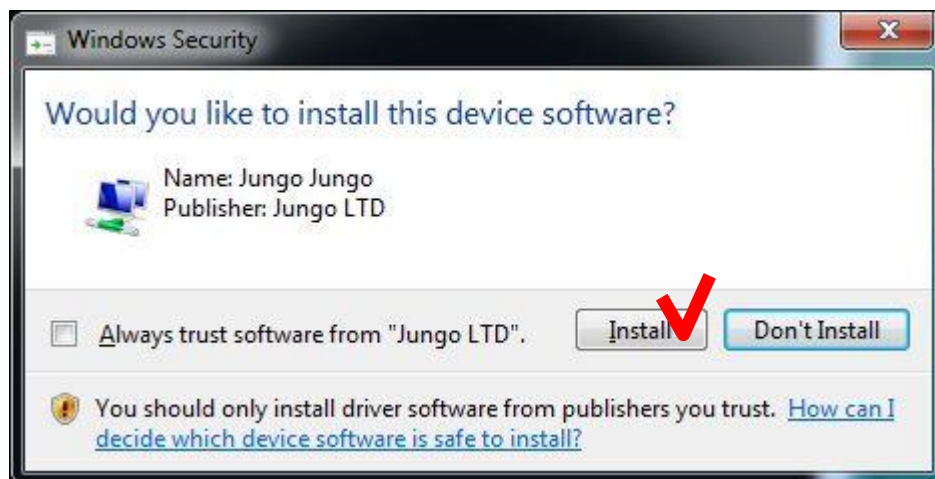 Windows Security
Would you like to install this device software?
Name: Jungo Jungo
Publisher: Jungo LTD
Always trust software from "Jungo LTD".
Install
Don't Install
You should only install driver software from publishers you trust. How can I
decide which device software is safe to install?